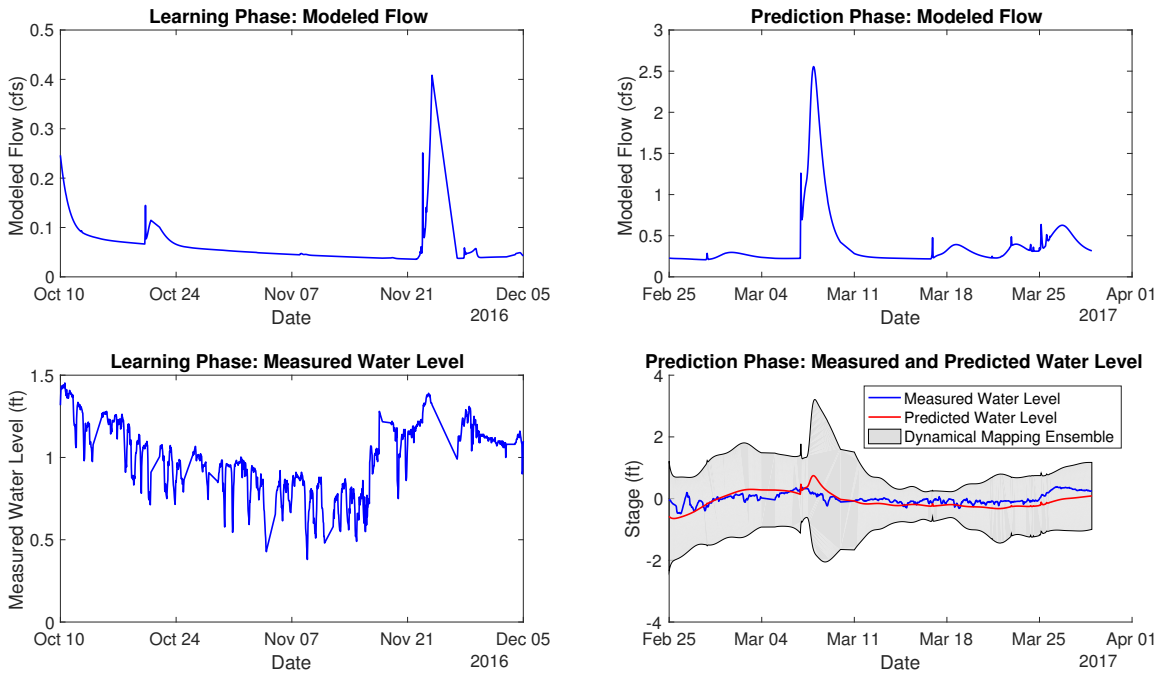 Learning Phase: Modeled Flow
Modeled Flow (cfs)
0.5
0.4
0.3
0.2
0.1
0
Oct 10 Oct 24 Nov 07 Nov 21 Dec 05
Date
2016
Prediction Phase: Modeled Flow
Modeled Flow (cfs)
3
2.5
2
1.5
1
0.5
0
Feb 25 Mar 04 Mar 11 Mar 18 Mar 25 Apr 01
Date
2017
Learning Phase: Measured Water Level
Measured Water Level (ft)
1.5
1
0.5
0
Oct 10 Oct 24 Nov 07 Nov 21 Dec 05
Date
2016
Prediction Phase: Measured and Predicted Water Level
Stage (ft)
4
2
0
-2
-4
Measured Water Level
Predicted Water Level
Dynamical Mapping Ensemble
Feb 25 Mar 04 Mar 11 Mar 18 Mar 25 Apr 01
Date
2017